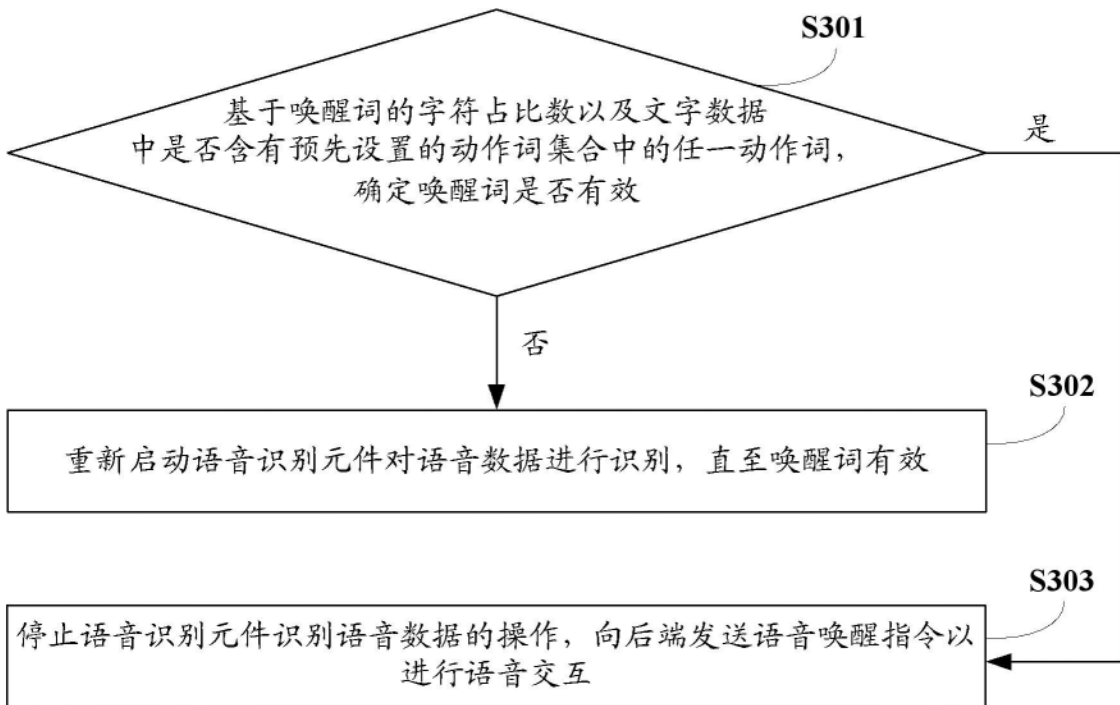 S301
基于唤醒词的字符占比数以及文字数据
中是否含有预先设置的动作词集合中的任一动作词，
确定唤醒词是否有效
是
否
S302
重新启动语音识别元件对语音数据进行识别，直至唤醒词有效
S303
停止语音识别元件识别语音数据的操作，向后端发送语音唤醒指令以
进行语音交互